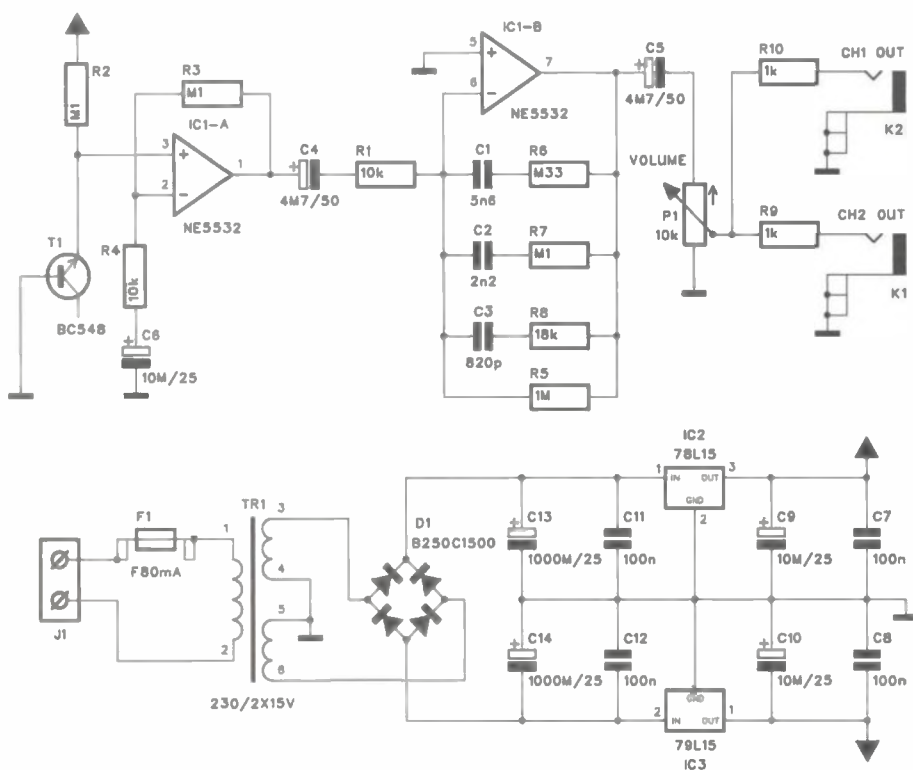 R2
M1
R3
M1
IC1-A
3
2
1
NE5532
T1
BC548
R4
10k
C6
+
10M/25
C4
+
4M7/50
R1
10k
IC1-B
5
6
7
+
-
NE5532
C1
5n6
R6
M33
C2
2n2
R7
M1
C3
820p
R8
18k
R5
1M
C5
+
4M7/50
VOLUME
P1
10k
R10
1k
CH1 OUT
K2
R9
1k
CH2 OUT
K1
J1
F1
F80mA
TR1
1
2
3
4
5
6
230/2X15V
D1
B250C1500
C13
+
1000M/25
C11
100n
IC2
78L15
1
IN
OUT
3
GND
2
C9
+
10M/25
C7
100n
C14
+
1000M/25
C12
100n
C10
+
10M/25
C8
100n
2
IN
GND
OUT
1
79L15
IC3